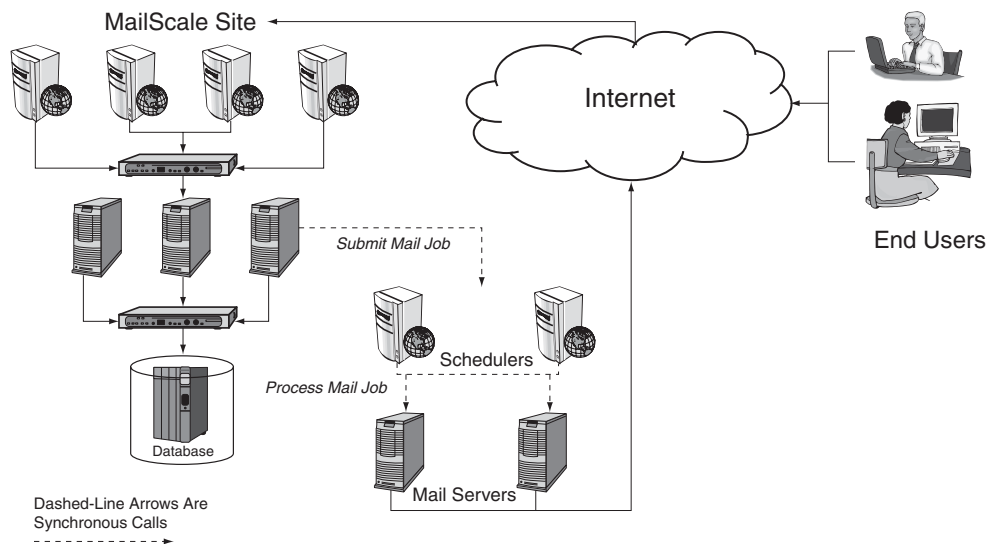 MailScale Site
Internet
End Users
Submit Mail Job
Schedulers
Process Mail Job
Database
Mail Servers
Dashed-Line Arrows Are
Synchronous Calls